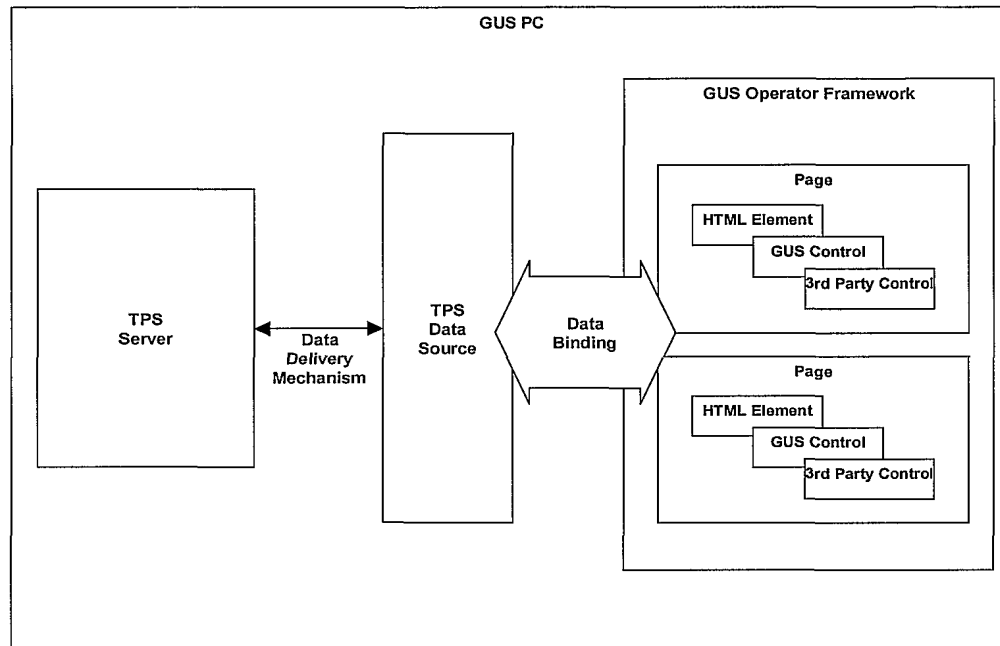 GUS PC
GUS Operator Framework
Page
HTML Element
GUS Control
3rd Party Control
TPS
Server
Data
Delivery
Mechanism
TPS
Data
Source
Data
Binding
Page
HTML Element
GUS Control
3rd Party Control